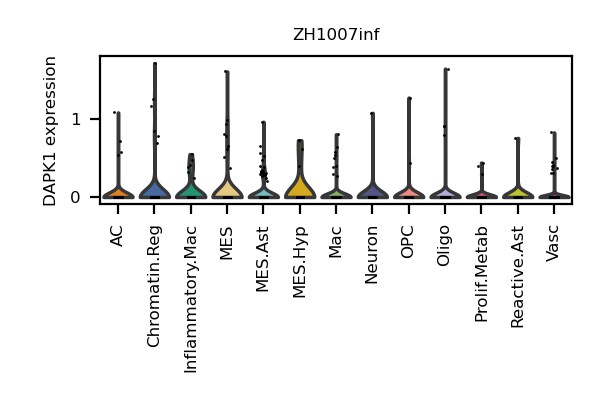 ZH1007inf
DAPK1 expression
1
0
AC
Chromatin.Reg
Inflammatory.Mac
MES
MES.Ast
MES.Hyp
Mac
Neuron
OPC
Oligo
Prolif.Metab
Reactive.Ast
Vasc